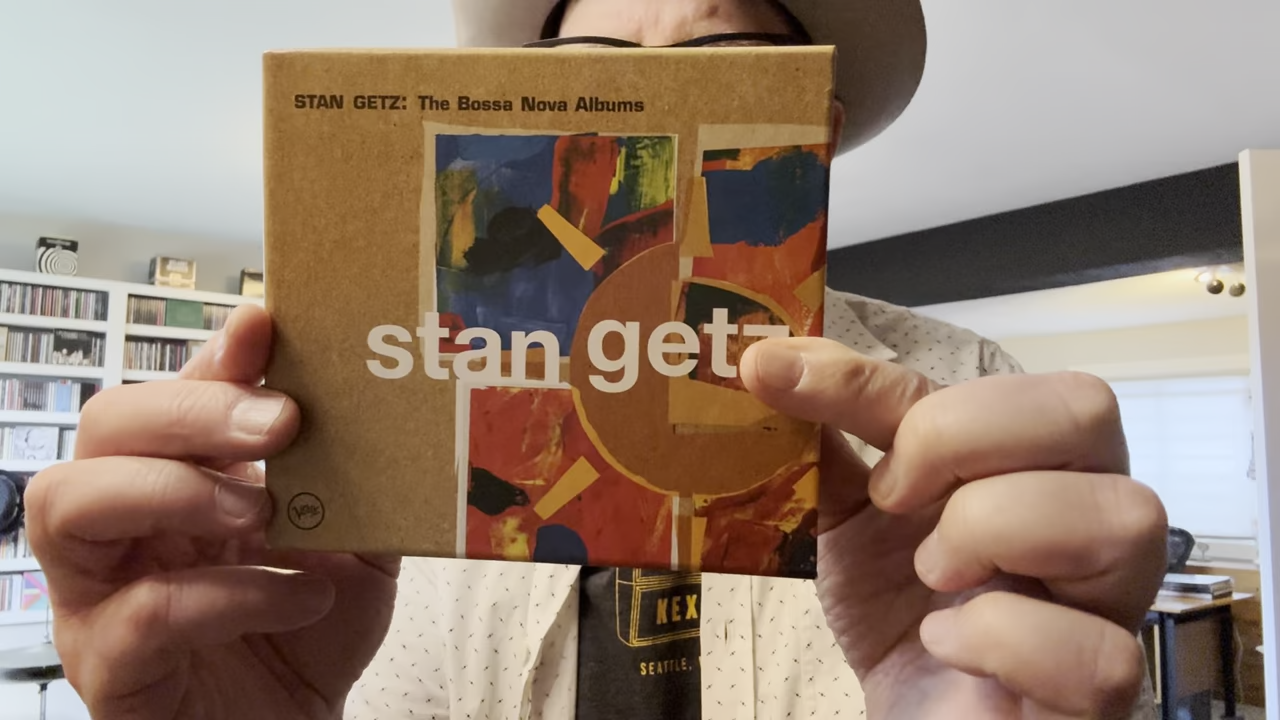 STAN GETZ: The Bossa Nova Albums
stan getz
Verve
KEX
SEATTLE,